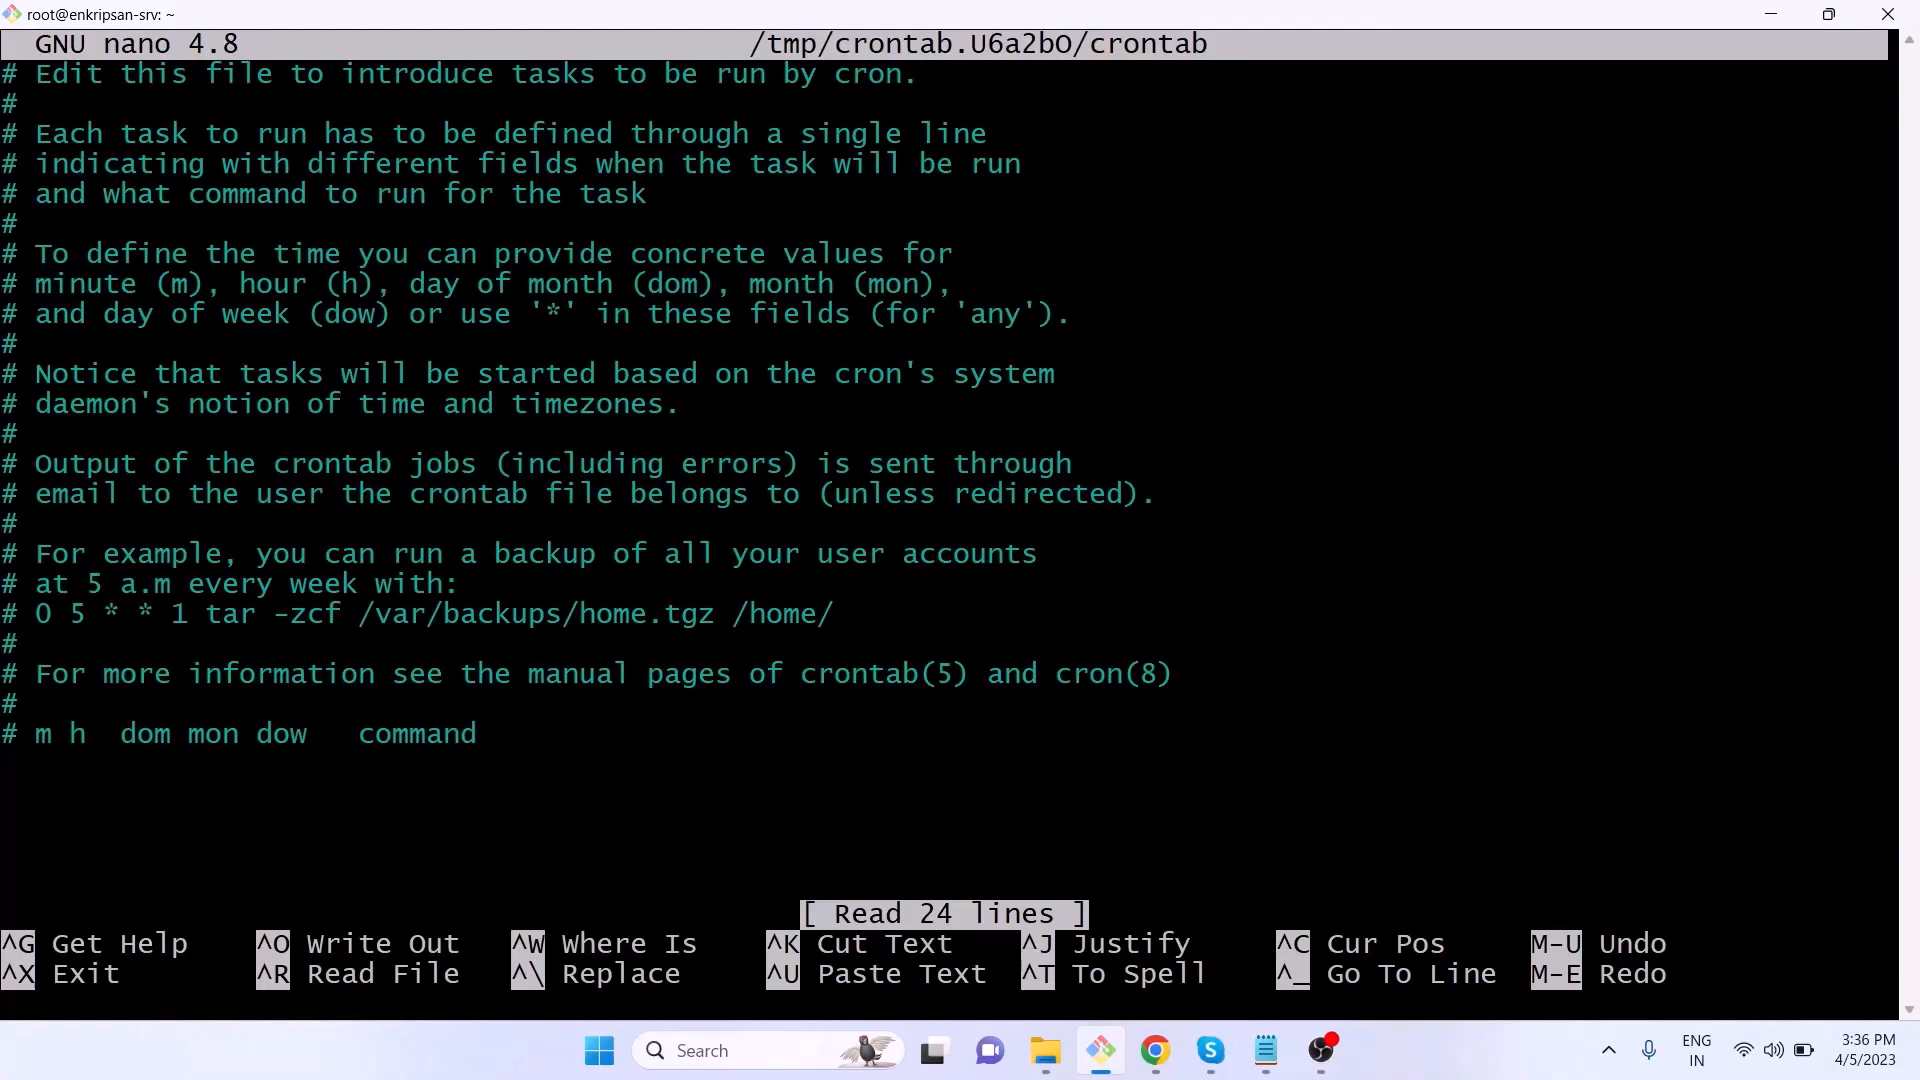 root@enkripsan-srv: ~
GNU nano 4.8 /tmp/crontab.U6a2bO/crontab
# Edit this file to introduce tasks to be run by cron.
#
# Each task to run has to be defined through a single line
# indicating with different fields when the task will be run
# and what command to run for the task
#
# To define the time you can provide concrete values for
# minute (m), hour (h), day of month (dom), month (mon),
# and day of week (dow) or use '*' in these fields (for 'any').
#
# Notice that tasks will be started based on the cron's system
# daemon's notion of time and timezones.
#
# Output of the crontab jobs (including errors) is sent through
# email to the user the crontab file belongs to (unless redirected).
#
# For example, you can run a backup of all your user accounts
# at 5 a.m every week with:
# 0 5 * * 1 tar -zcf /var/backups/home.tgz /home/
#
# For more information see the manual pages of crontab(5) and cron(8)
#
# m h  dom mon dow   command
[ Read 24 lines ]
^G Get Help ^O Write Out ^W Where Is ^K Cut Text ^J Justify ^C Cur Pos M-U Undo
^X Exit ^R Read File ^\ Replace ^U Paste Text ^T To Spell ^_ Go To Line M-E Redo
Search
ENG
IN
3:36 PM
4/5/2023